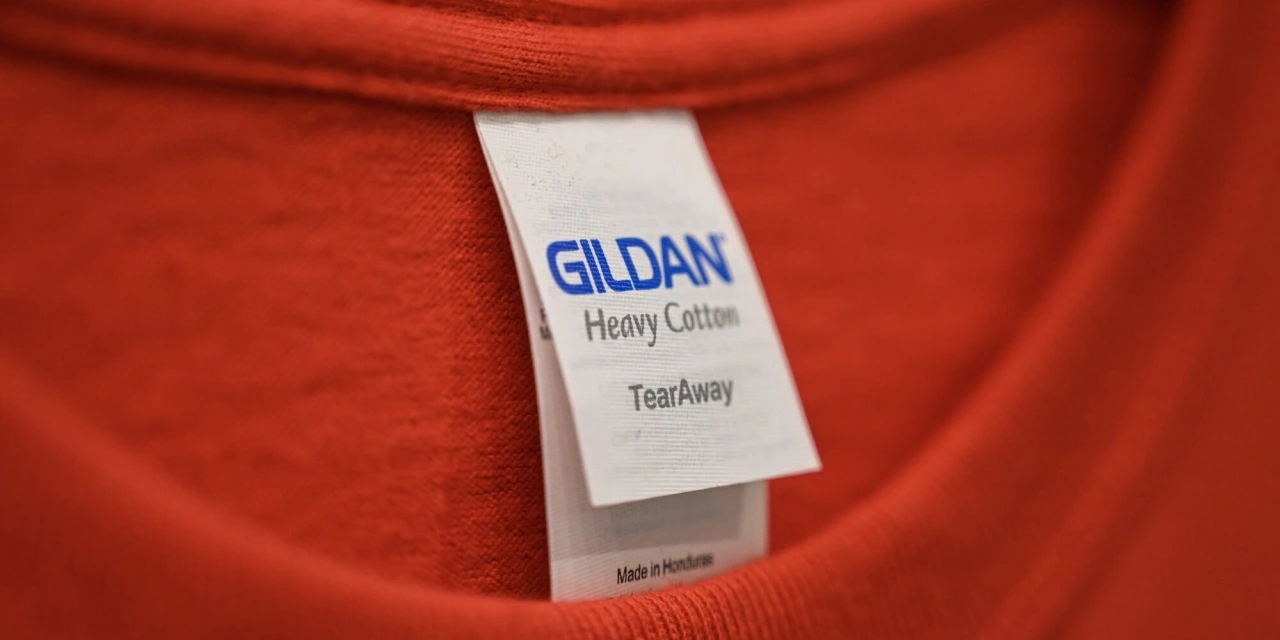 GILDAN
Heavy Cotton
TearAway
Made in Honduras